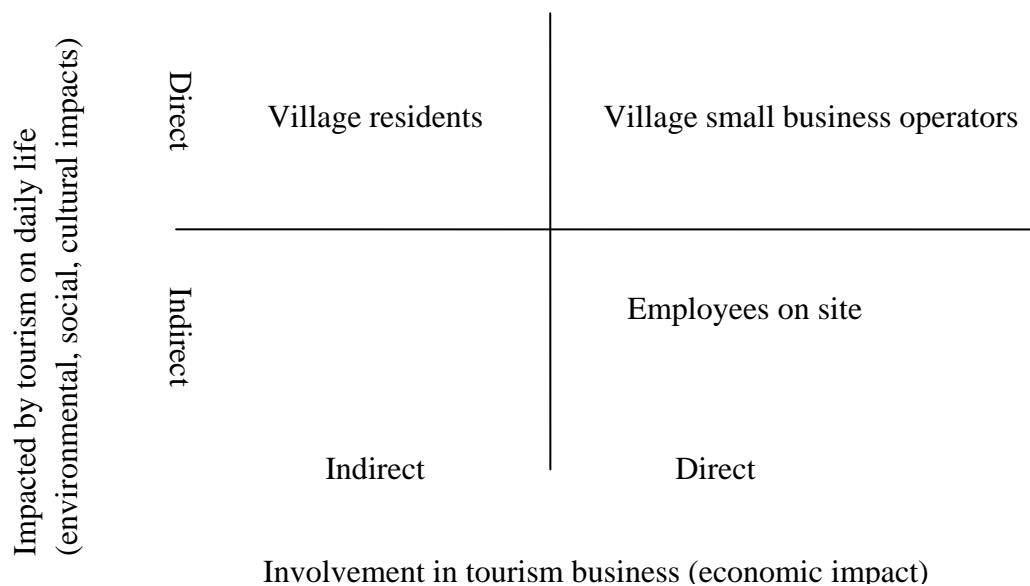 Impacted by tourism on daily life
(environmental, social, cultural impacts)
Direct
Village residents
Village small business operators
Indirect
Employees on site
Indirect
Direct
Involvement in tourism business (economic impact)